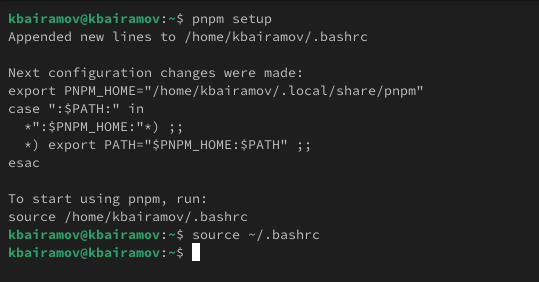 kbairamov@kbairamov:~$ pnpm setup
Appended new lines to /home/kbairamov/.bashrc

Next configuration changes were made:
export PNPM_HOME="/home/kbairamov/.local/share/pnpm"
case ":$PATH:" in
  *":$PNPM_HOME:"*) ;;
  *) export PATH="$PNPM_HOME:$PATH" ;;
esac

To start using pnpm, run:
source /home/kbairamov/.bashrc
kbairamov@kbairamov:~$ source ~/.bashrc
kbairamov@kbairamov:~$